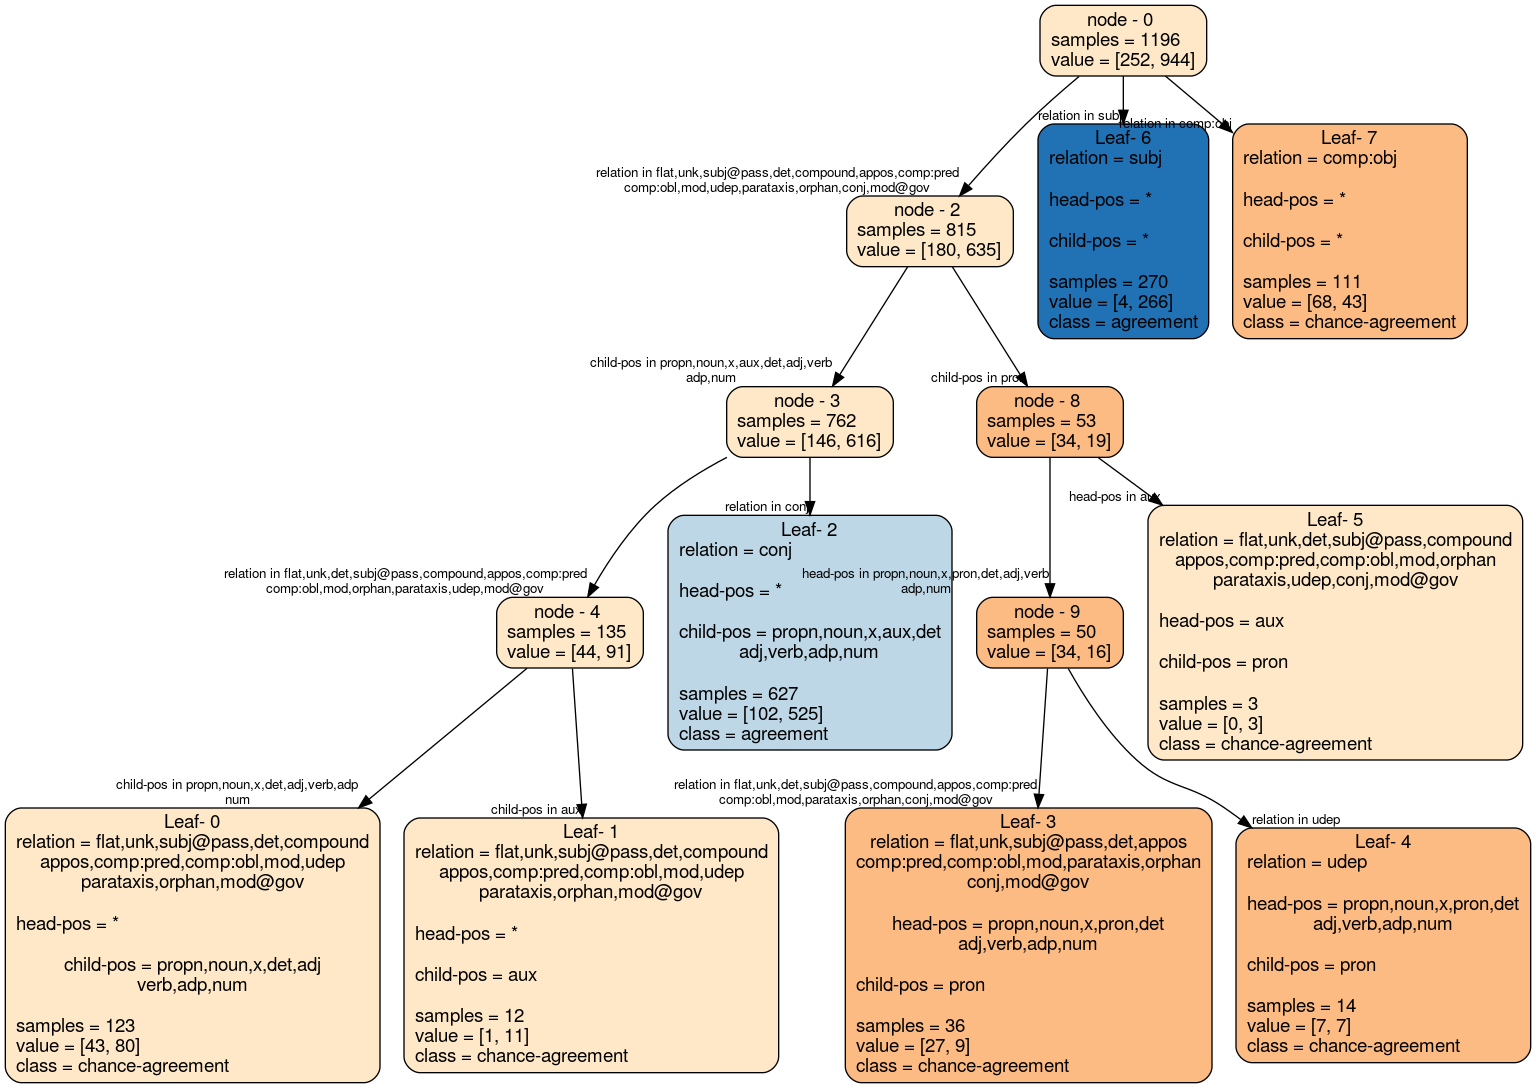 node - 0
samples = 1196
value = [252, 944]
relation in subj
relation in comp:obj
Leaf- 6
relation = subj
head-pos = *
child-pos = *
samples = 270
value = [4, 266]
class = agreement
Leaf- 7
relation = comp:obj
head-pos = *
child-pos = *
samples = 111
value = [68, 43]
class = chance-agreement
relation in flat,unk,subj@pass,det,compound,appos,comp:pred
comp:obl,mod,udep,parataxis,orphan,conj,mod@gov
node - 2
samples = 815
value = [180, 635]
child-pos in propn,noun,x,aux,det,adj,verb
adp,num
child-pos in pron
node - 3
samples = 762
value = [146, 616]
node - 8
samples = 53
value = [34, 19]
relation in conj
head-pos in aux
Leaf- 2
relation = conj
head-pos = *
child-pos = propn,noun,x,aux,det
adj,verb,adp,num
samples = 627
value = [102, 525]
class = agreement
Leaf- 5
relation = flat,unk,det,subj@pass,compound
appos,comp:pred,comp:obl,mod,orphan
parataxis,udep,conj,mod@gov
head-pos = aux
child-pos = pron
samples = 3
value = [0, 3]
class = chance-agreement
relation in flat,unk,det,subj@pass,compound,appos,comp:pred
comp:obl,mod,orphan,parataxis,udep,mod@gov
head-pos in propn,noun,x,pron,det,adj,verb
adp,num
node - 4
samples = 135
value = [44, 91]
node - 9
samples = 50
value = [34, 16]
child-pos in propn,noun,x,det,adj,verb,adp
num
child-pos in aux
relation in flat,unk,det,subj@pass,compound,appos,comp:pred
comp:obl,mod,parataxis,orphan,conj,mod@gov
relation in udep
Leaf- 0
relation = flat,unk,subj@pass,det,compound
appos,comp:pred,comp:obl,mod,udep
parataxis,orphan,mod@gov
head-pos = *
child-pos = propn,noun,x,det,adj
verb,adp,num
samples = 123
value = [43, 80]
class = chance-agreement
Leaf- 1
relation = flat,unk,subj@pass,det,compound
appos,comp:pred,comp:obl,mod,udep
parataxis,orphan,mod@gov
head-pos = *
child-pos = aux
samples = 12
value = [1, 11]
class = chance-agreement
Leaf- 3
relation = flat,unk,subj@pass,det,appos
comp:pred,comp:obl,mod,parataxis,orphan
conj,mod@gov
head-pos = propn,noun,x,pron,det
adj,verb,adp,num
child-pos = pron
samples = 36
value = [27, 9]
class = chance-agreement
Leaf- 4
relation = udep
head-pos = propn,noun,x,pron,det
adj,verb,adp,num
child-pos = pron
samples = 14
value = [7, 7]
class = chance-agreement